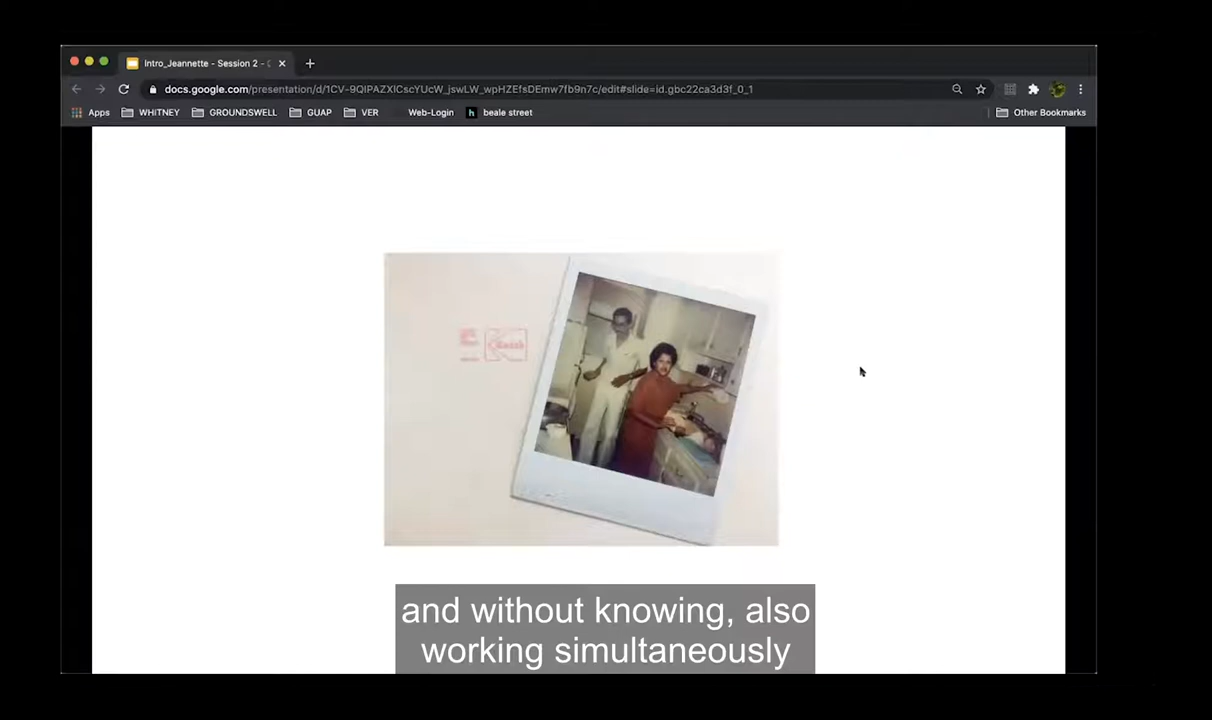 Intro_Jeannette - Session 2 - G
docs.google.com/presentation/d/1CV-9QIPAZXlCscYUcW_jswLW_wpHZEfsDEmw7fb9n7c/edit#slide=id.gbc22ca3d3f_0_1
Apps WHITNEY GROUNDSWELL GUAP VER Web-Login h beale street Other Bookmarks
and without knowing, also
working simultaneously